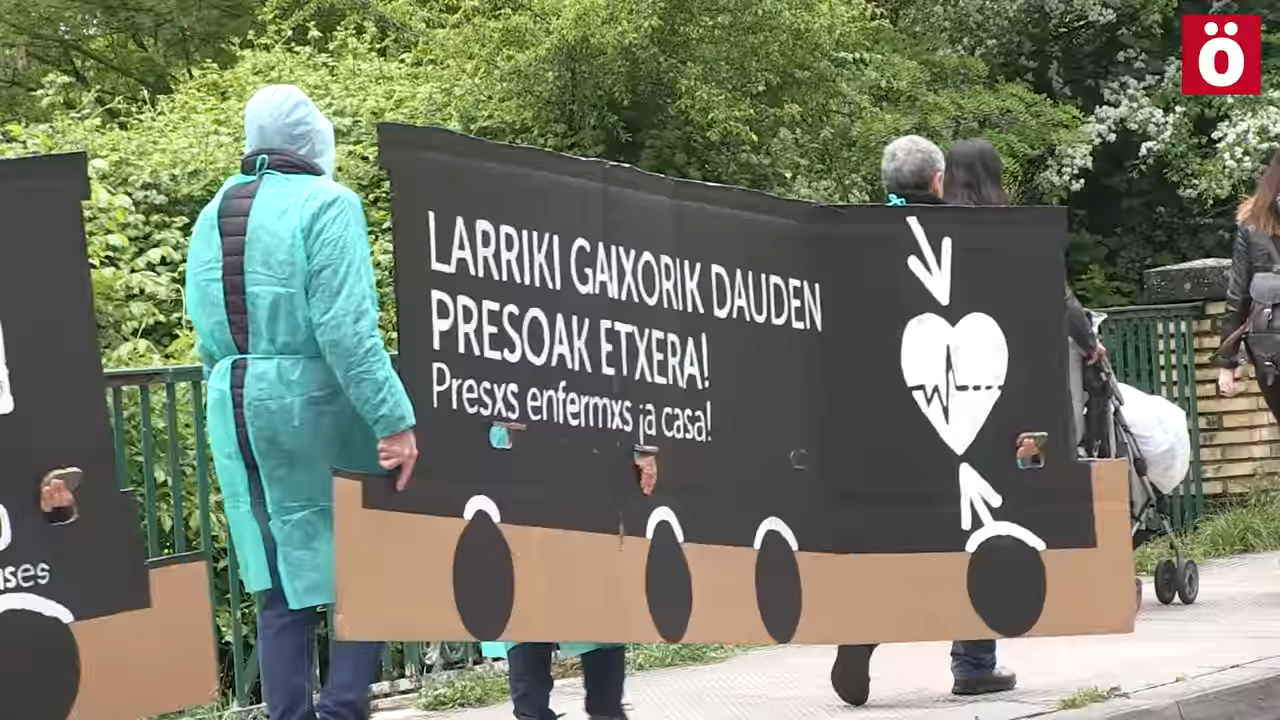 ö
LARRIKI GAIXORIK DAUDEN
PRESOAK ETXERA!
Presxs enfermxs ¡a casa!